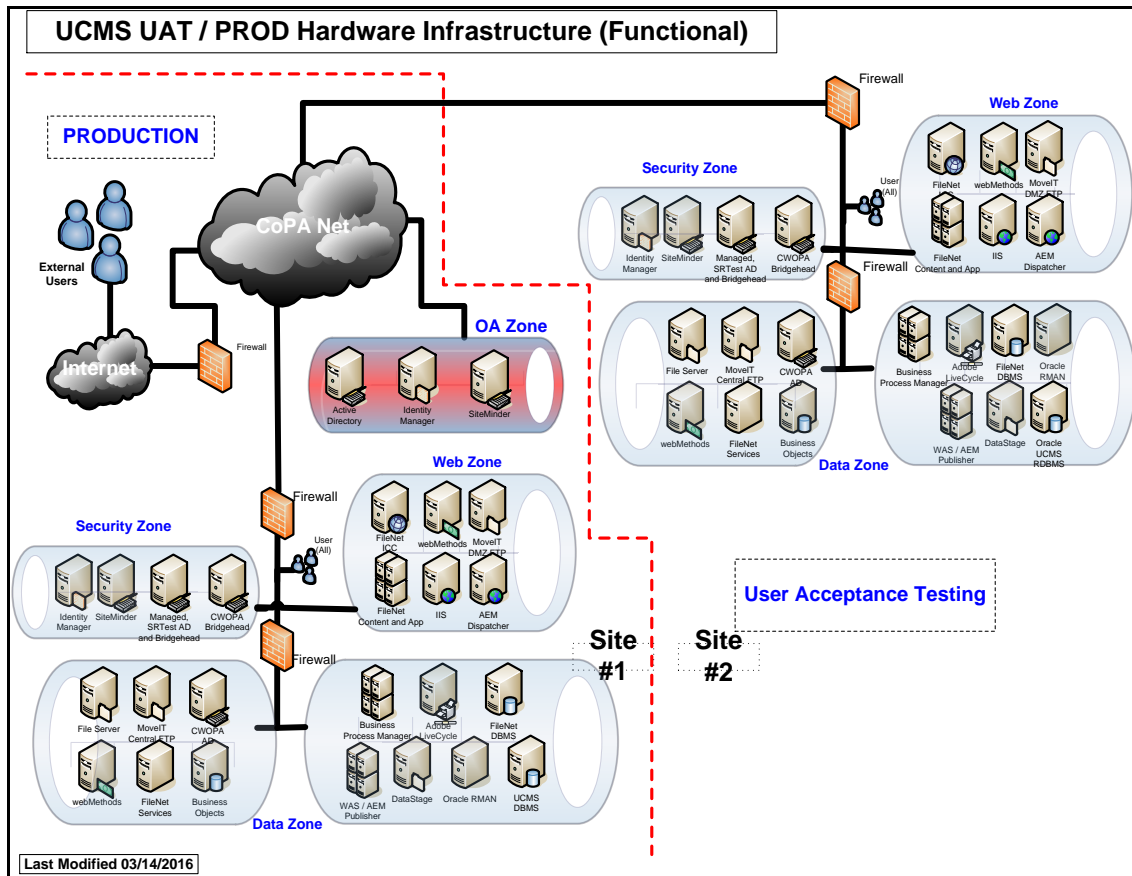 UCMS UAT / PROD Hardware Infrastructure (Functional)
PRODUCTION
External
Users
Internet
Firewall
CoPA Net
OA Zone
Active
Directory
Identity
Manager
SiteMinder
Firewall
Web Zone
FileNet
ICC
webMethods
MoveIT
DMZ FTP
FileNet
Content and App
IIS
AEM
Dispatcher
User
(All)
Security Zone
Identity
Manager
SiteMinder
Managed,
SRTest AD
and Bridgehead
CWOPA
Bridgehead
Firewall
File Server
MoveIT
Central FTP
CWOPA
AD
webMethods
FileNet
Services
Business
Objects
Data Zone
Business
Process Manager
Adobe
LiveCycle
FileNet
DBMS
WAS / AEM
Publisher
DataStage
Oracle RMAN
UCMS
DBMS
Site
#1
Site
#2
User Acceptance Testing
Firewall
Web Zone
FileNet
webMethods
MoveIT
DMZ FTP
FileNet
Content and App
IIS
AEM
Dispatcher
User
(All)
Security Zone
Identity
Manager
SiteMinder
Managed,
SRTest AD
and Bridgehead
CWOPA
Bridgehead
Firewall
File Server
MoveIT
Central FTP
CWOPA
AD
webMethods
FileNet
Services
Business
Objects
Data Zone
Business
Process Manager
Adobe
LiveCycle
FileNet
DBMS
Oracle
RMAN
WAS / AEM
Publisher
DataStage
Oracle
UCMS
RDBMS
Last Modified 03/14/2016